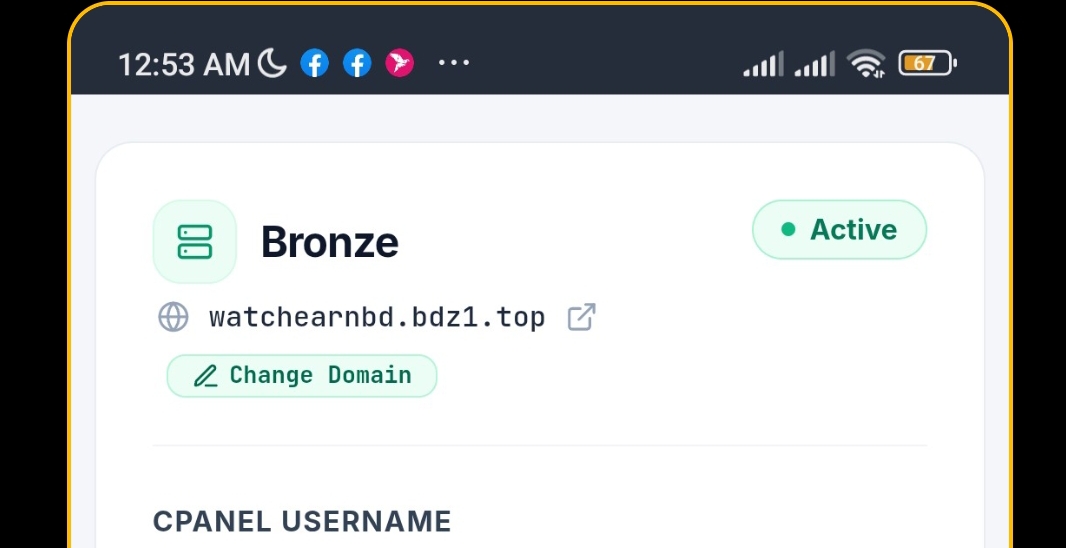 12:53 AM ... 67
Bronze
Active
watchearnbd.bdz1.top
Change Domain
CPANEL USERNAME